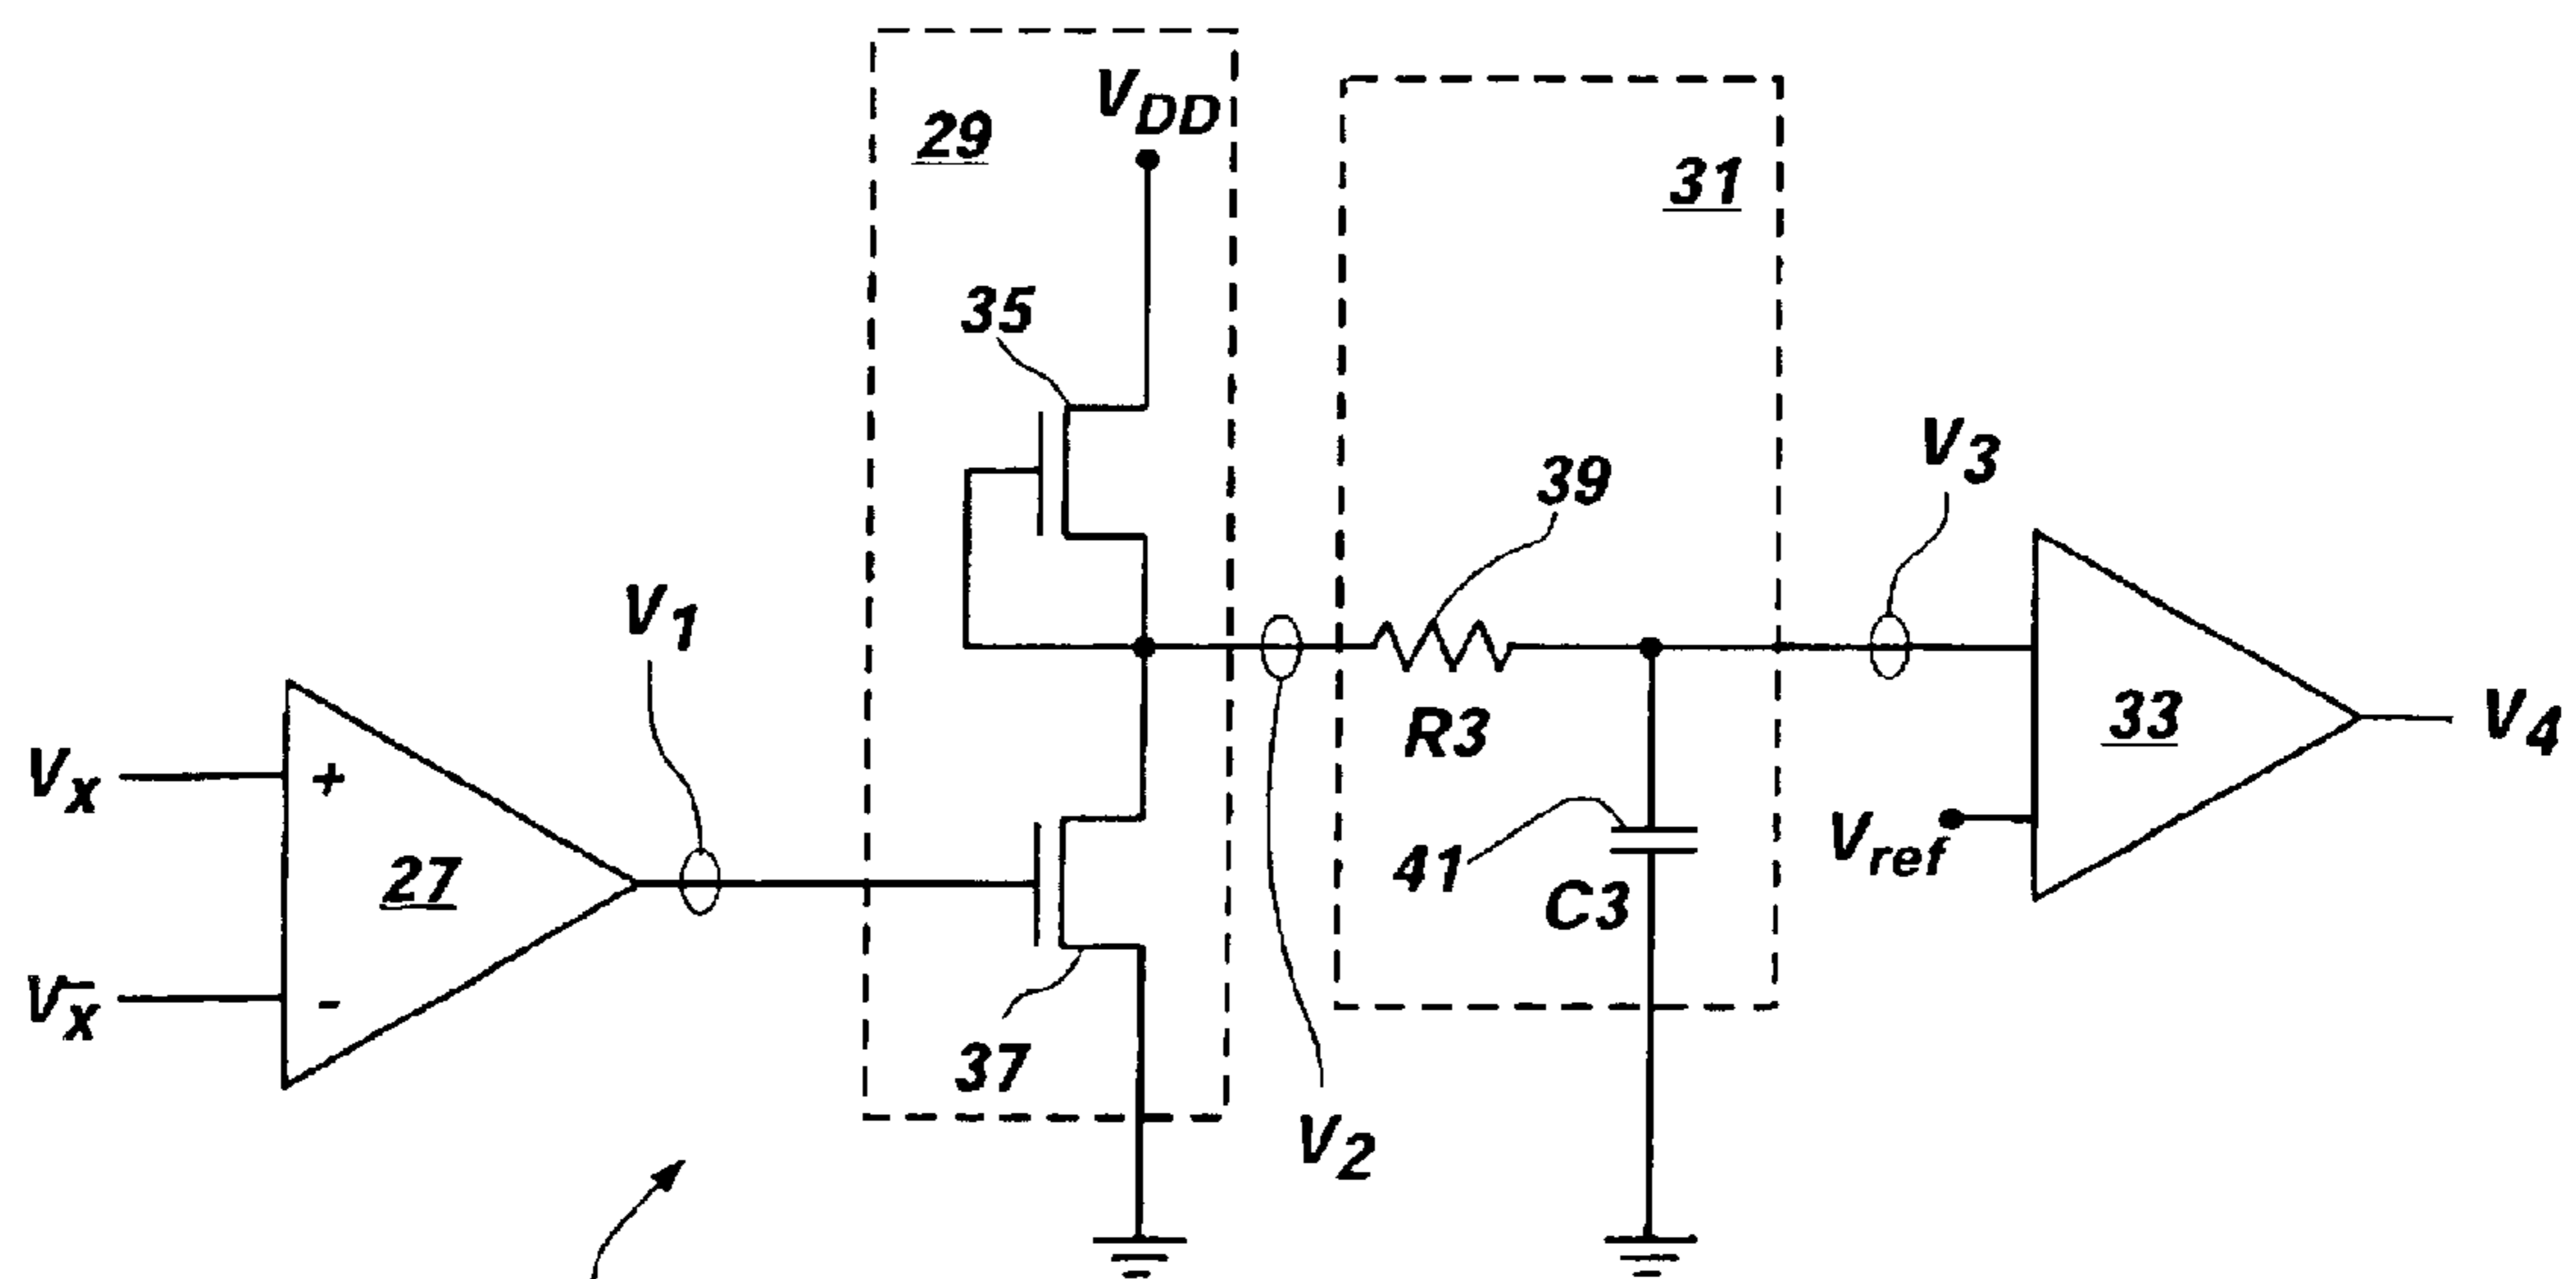 V_DD
29
31
35
V_3
39
V_1
33
R3
V_4
V_x
+
27
V_ref
41
C3
V_x̄
-
37
V_2